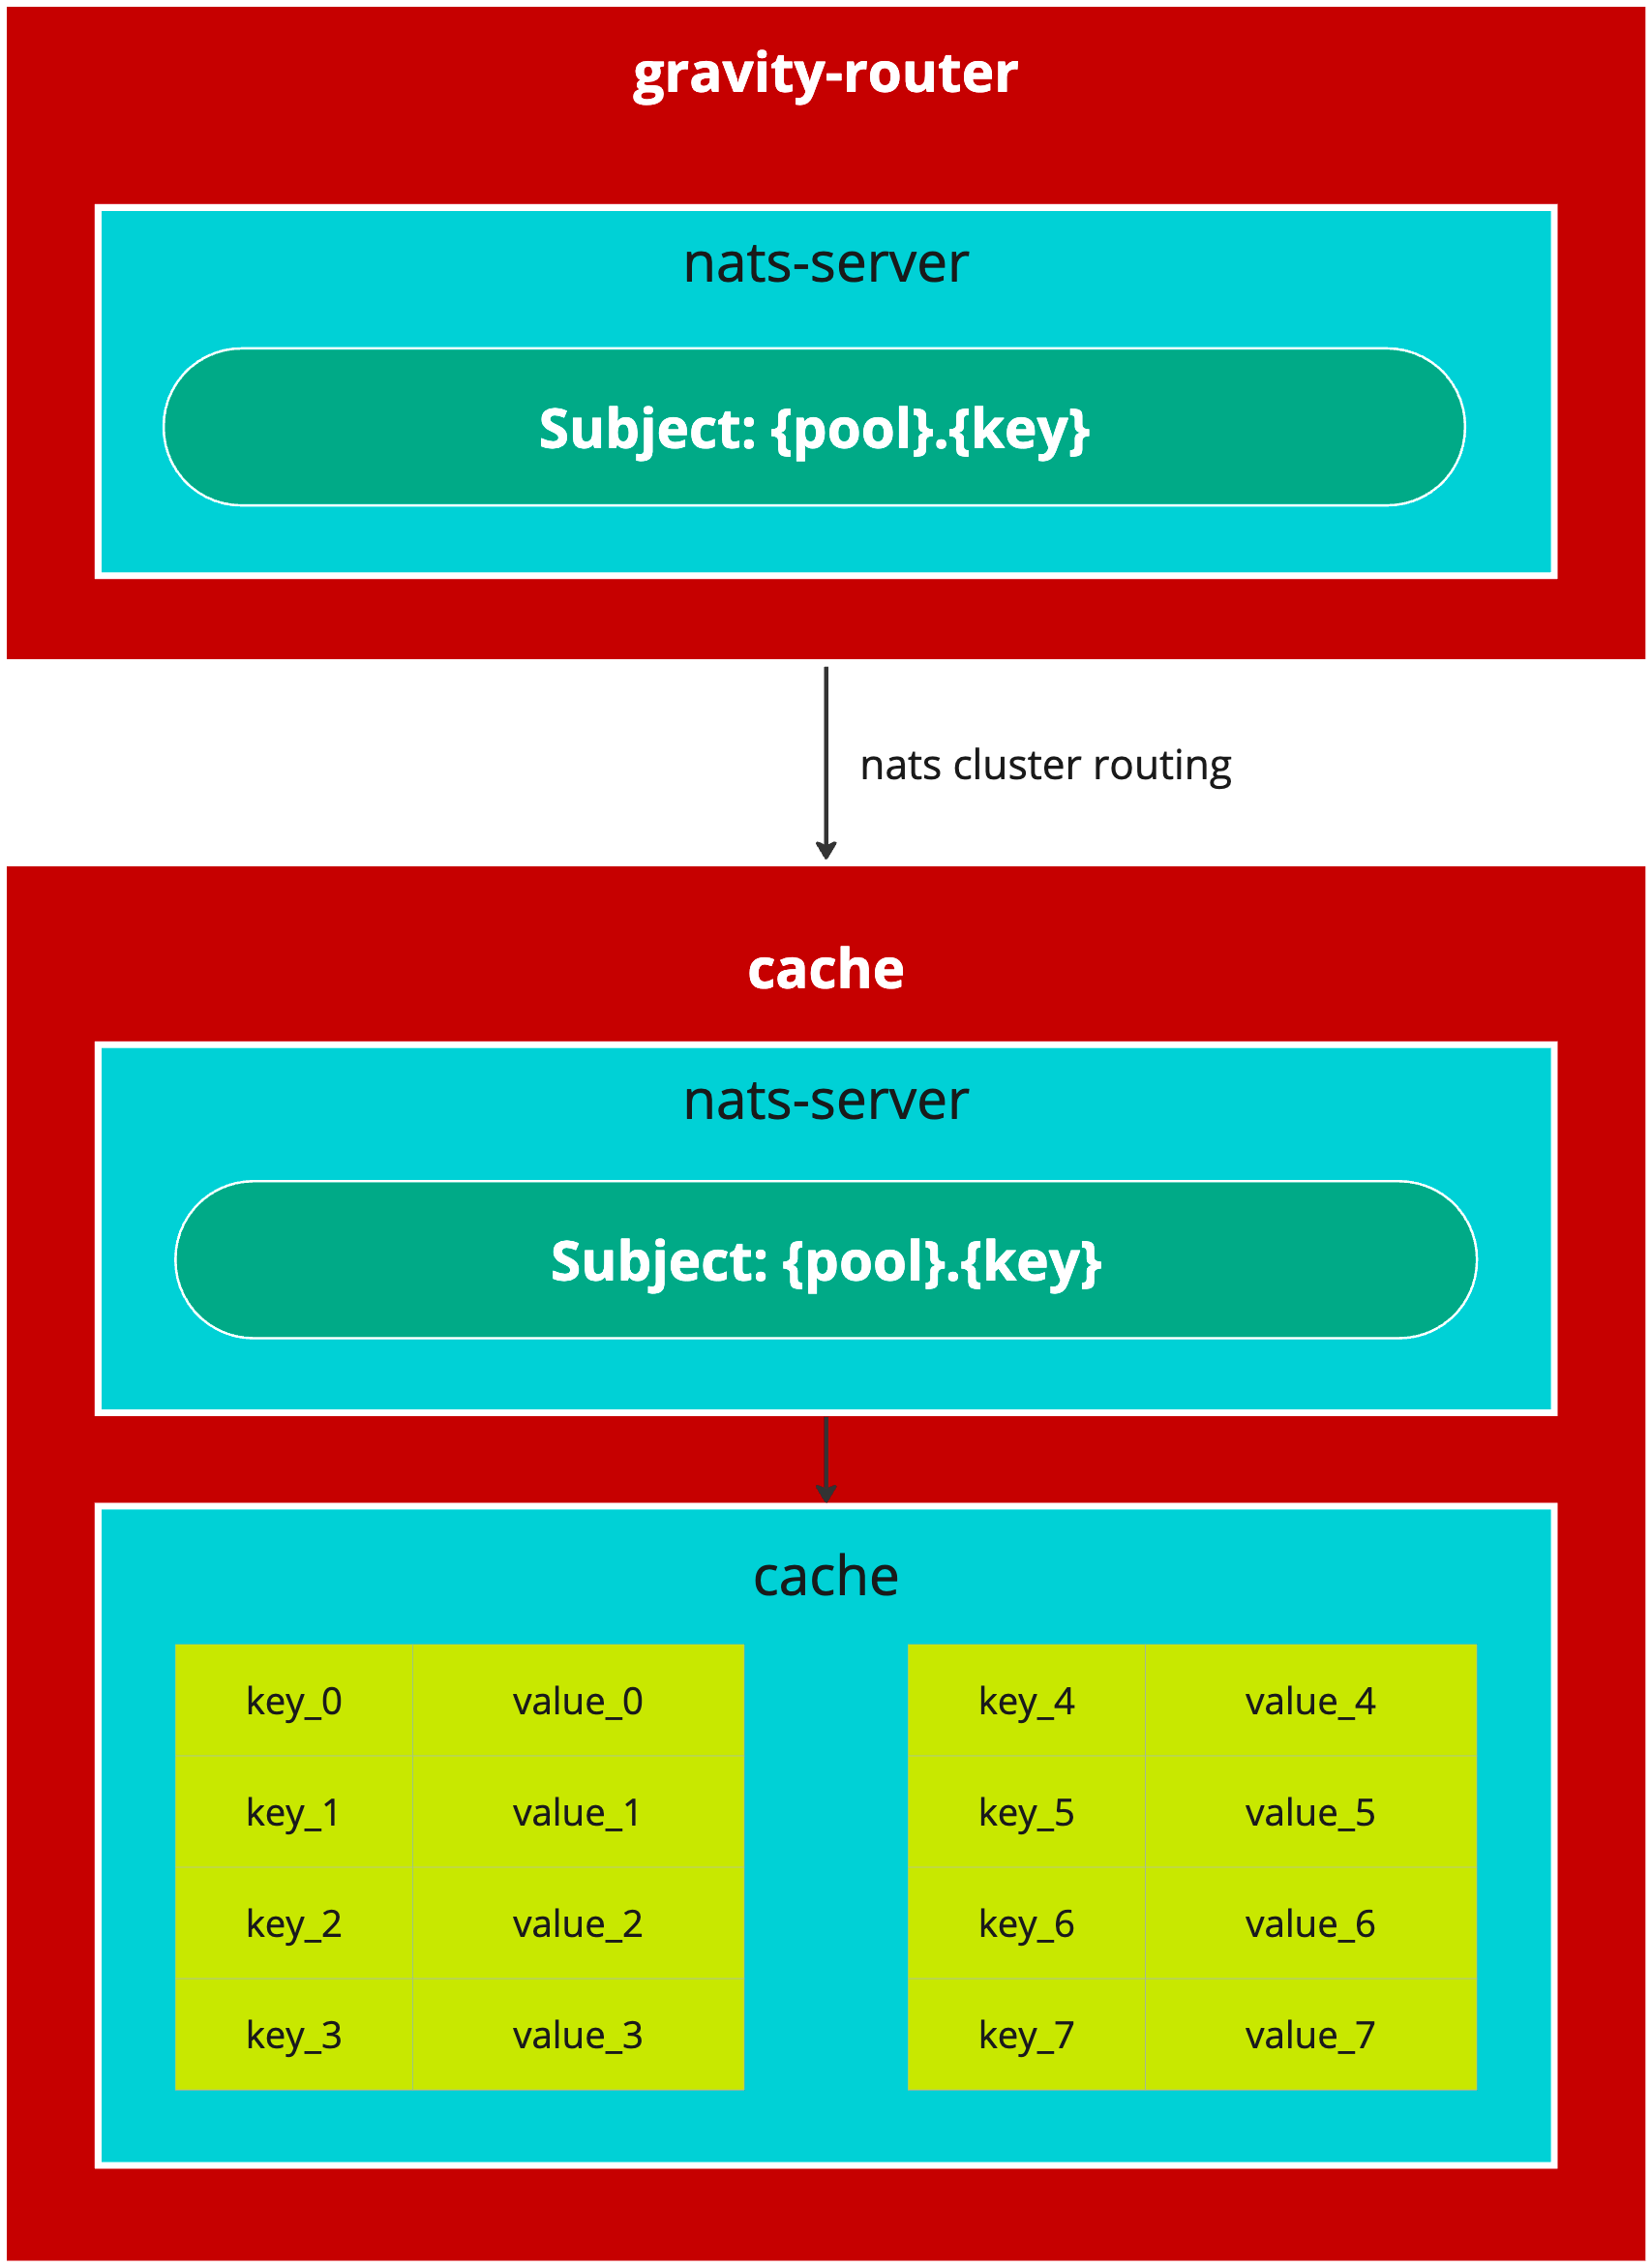 gravity-router
nats-server
Subject: {pool}.{key}
nats cluster routing
cache
nats-server
Subject: {pool}.{key}
cache
key_0 value_0
key_1 value_1
key_2 value_2
key_3 value_3
key_4 value_4
key_5 value_5
key_6 value_6
key_7 value_7